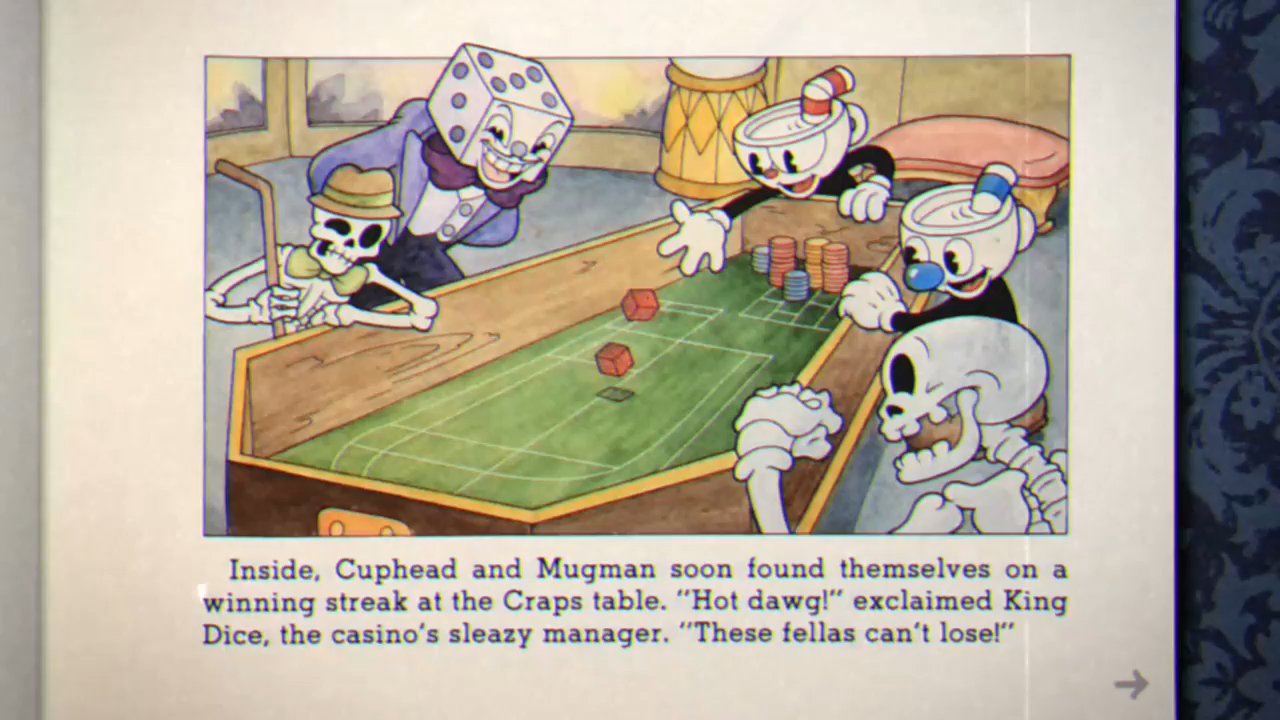 Inside, Cuphead and Mugman soon found themselves on a
winning streak at the Craps table. “Hot dawg!” exclaimed King
Dice, the casino’s sleazy manager. “These fellas can’t lose!”